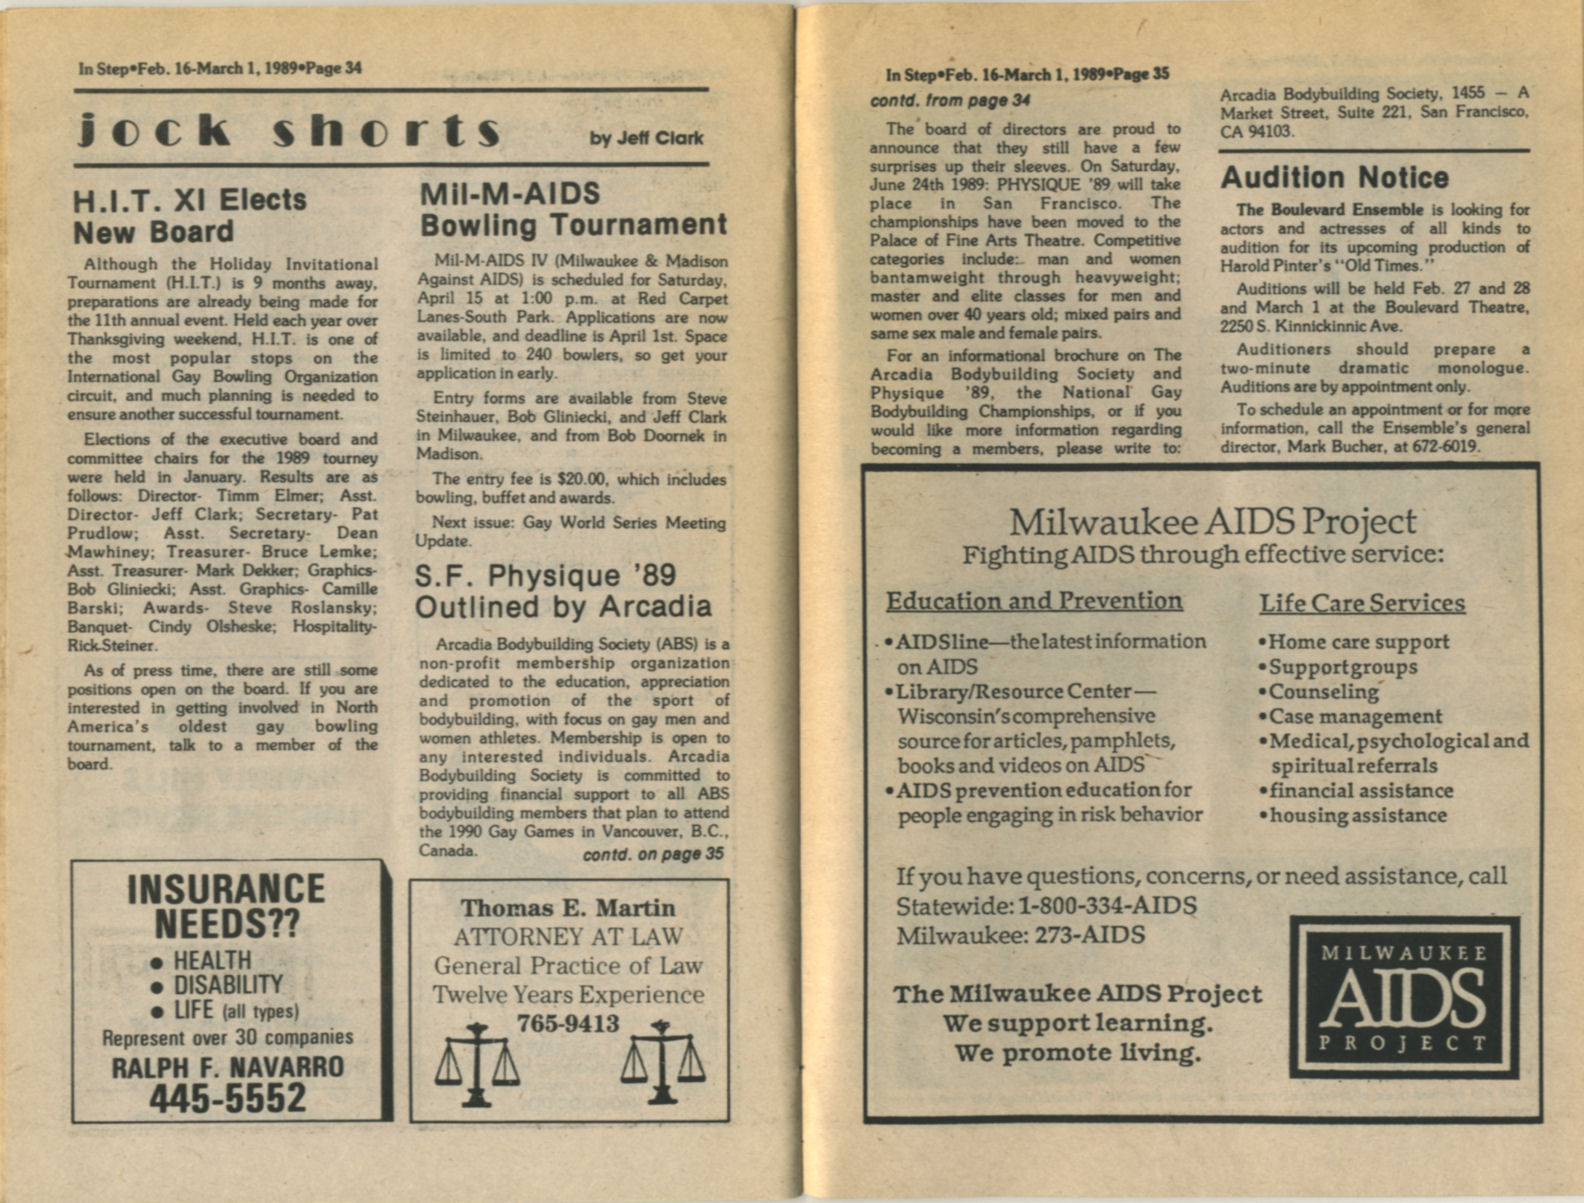 In Step•Feb. 16-March 1, 1989•Page 34
jock shorts
by Jeff Clark
H.I.T. XI Elects
New Board
Although the Holiday Invitational
Tournament (H.I.T.) is 9 months away,
preparations are already being made for
the 11th annual event. Held each year over
Thanksgiving weekend, H.I.T. is one of
the most popular stops on the
International Gay Bowling Organization
circuit, and much planning is needed to
ensure another successful tournament.
Elections of the executive board and
committee chairs for the 1989 tourney
were held in January. Results are as
follows: Director- Timm Elmer; Asst.
Director- Jeff Clark; Secretary- Pat
Prudlow; Asst. Secretary- Dean
Mawhiney; Treasurer- Bruce Lemke;
Asst. Treasurer- Mark Dekker; Graphics-
Bob Gliniecki; Asst. Graphics- Camille
Barski; Awards- Steve Roslansky;
Banquet- Cindy Olsheske; Hospitality-
Rick Steiner.
As of press time, there are still some
positions open on the board. If you are
interested in getting involved in North
America's oldest gay bowling
tournament, talk to a member of the
board.
INSURANCE
NEEDS??
• HEALTH
• DISABILITY
• LIFE (all types)
Represent over 30 companies
RALPH F. NAVARRO
445-5552
Mil-M-AIDS
Bowling Tournament
Mil-M-AIDS IV (Milwaukee & Madison
Against AIDS) is scheduled for Saturday,
April 15 at 1:00 p.m. at Red Carpet
Lanes-South Park. Applications are now
available, and deadline is April 1st. Space
is limited to 240 bowlers, so get your
application in early.
Entry forms are available from Steve
Steinhauer, Bob Gliniecki, and Jeff Clark
in Milwaukee, and from Bob Doornek in
Madison.
The entry fee is $20.00, which includes
bowling, buffet and awards.
Next issue: Gay World Series Meeting
Update.
S.F. Physique '89
Outlined by Arcadia
Arcadia Bodybuilding Society (ABS) is a
non-profit membership organization
dedicated to the education, appreciation
and promotion of the sport of
bodybuilding, with focus on gay men and
women athletes. Membership is open to
any interested individuals. Arcadia
Bodybuilding Society is committed to
providing financial support to all ABS
bodybuilding members that plan to attend
the 1990 Gay Games in Vancouver, B.C.,
Canada.
contd. on page 35
Thomas E. Martin
ATTORNEY AT LAW
General Practice of Law
Twelve Years Experience
765-9413
In Step•Feb. 16-March 1, 1989•Page 35
contd. from page 34
The board of directors are proud to
announce that they still have a few
surprises up their sleeves. On Saturday,
June 24th 1989: PHYSIQUE '89 will take
place in San Francisco. The
championships have been moved to the
Palace of Fine Arts Theatre. Competitive
categories include: man and women
bantamweight through heavyweight;
master and elite classes for men and
women over 40 years old; mixed pairs and
same sex male and female pairs.
For an informational brochure on The
Arcadia Bodybuilding Society and
Physique '89, the National Gay
Bodybuilding Championships, or if you
would like more information regarding
becoming a members, please write to:
Arcadia Bodybuilding Society, 1455 — A
Market Street, Suite 221, San Francisco,
CA 94103.
Audition Notice
The Boulevard Ensemble is looking for
actors and actresses of all kinds to
audition for its upcoming production of
Harold Pinter's "Old Times."
Auditions will be held Feb. 27 and 28
and March 1 at the Boulevard Theatre,
2250 S. Kinnickinnic Ave.
Auditioners should prepare a
two-minute dramatic monologue.
Auditions are by appointment only.
To schedule an appointment or for more
information, call the Ensemble's general
director, Mark Bucher, at 672-6019.
Milwaukee AIDS Project
Fighting AIDS through effective service:
Education and Prevention
•AIDSline—the latest information
on AIDS
•Library/Resource Center—
Wisconsin's comprehensive
source for articles, pamphlets,
books and videos on AIDS
•AIDS prevention education for
people engaging in risk behavior
Life Care Services
•Home care support
•Support groups
•Counseling
•Case management
•Medical, psychological and
spiritual referrals
•financial assistance
•housing assistance
If you have questions, concerns, or need assistance, call
Statewide: 1-800-334-AIDS
Milwaukee: 273-AIDS
The Milwaukee AIDS Project
We support learning.
We promote living.
MILWAUKEE
AIDS
PROJECT